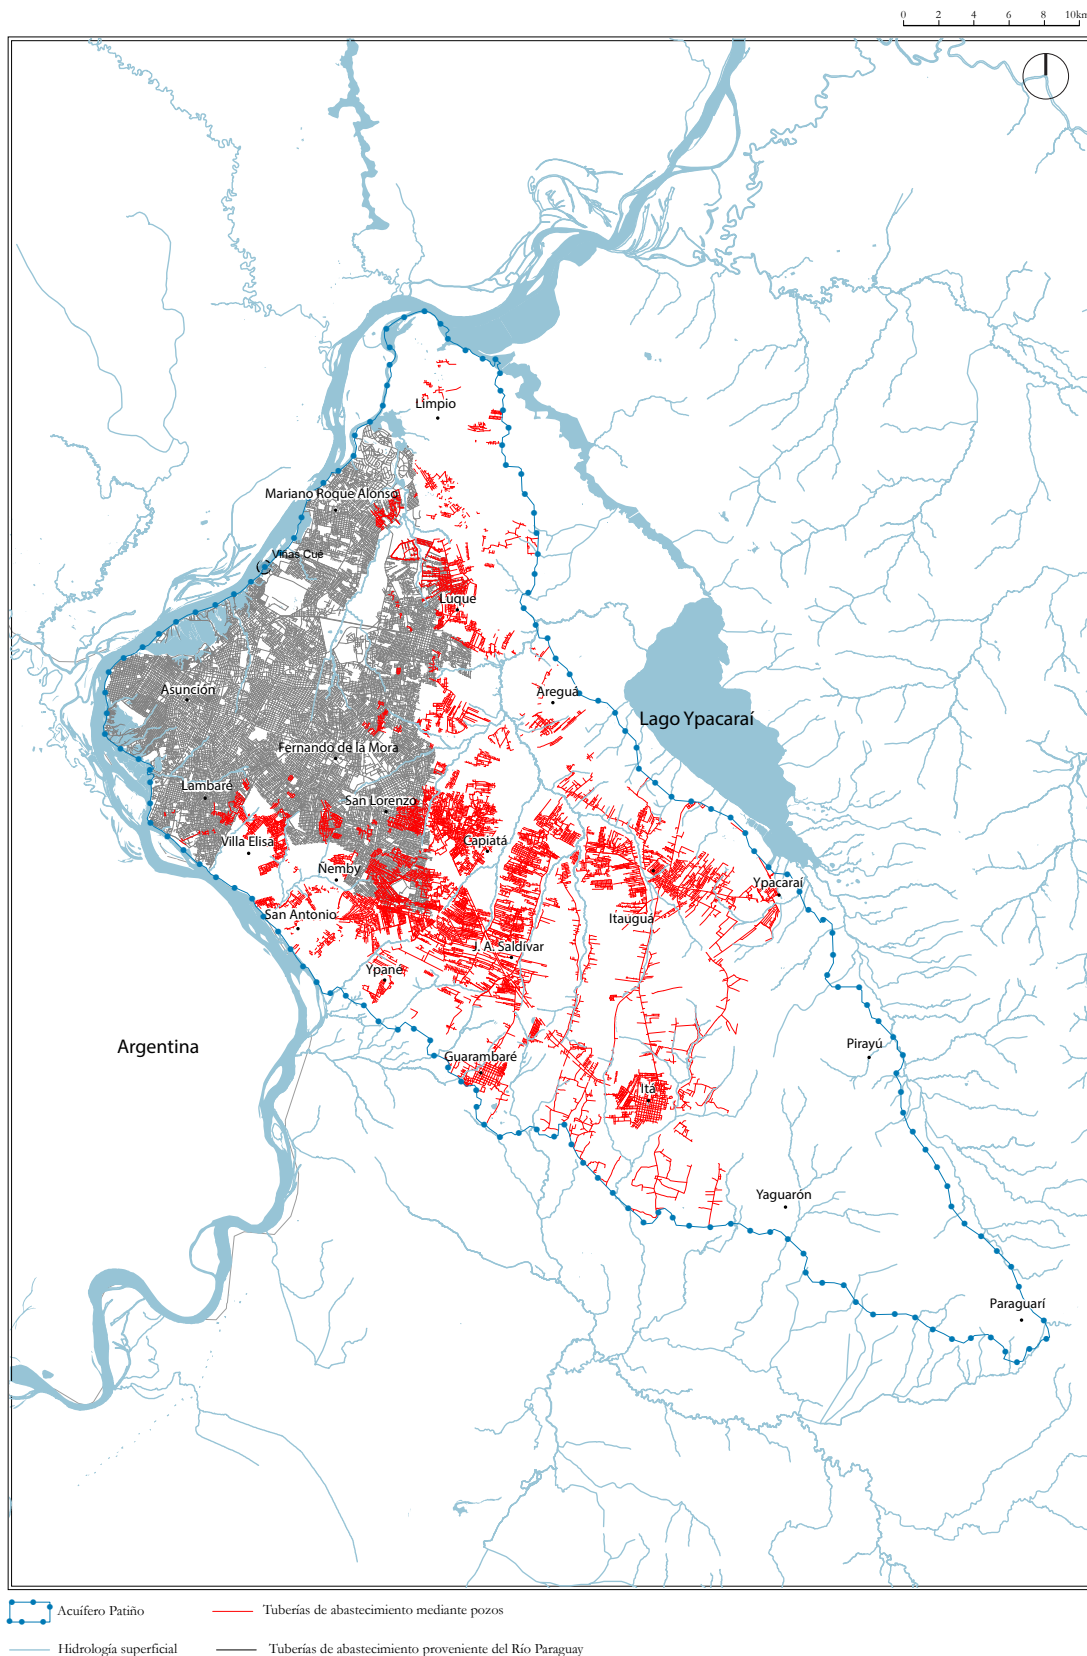 0 2 4 6 8 10km
Limpio
Mariano Roque Alonso
Viñas Cué
Luque
Asunción
Areguá
Lago Ypacaraí
Fernando de la Mora
Lambaré
San Lorenzo
Villa Elisa
Capiatá
Ñemby
Ypacaraí
San Antonio
Itauguá
J. A. Saldívar
Ypané
Argentina
Pirayú
Guarambaré
Itá
Yaguarón
Paraguarí
Acuífero Patiño
Tuberías de abastecimiento mediante pozos
Hidrología superficial
Tuberías de abastecimiento proveniente del Río Paraguay